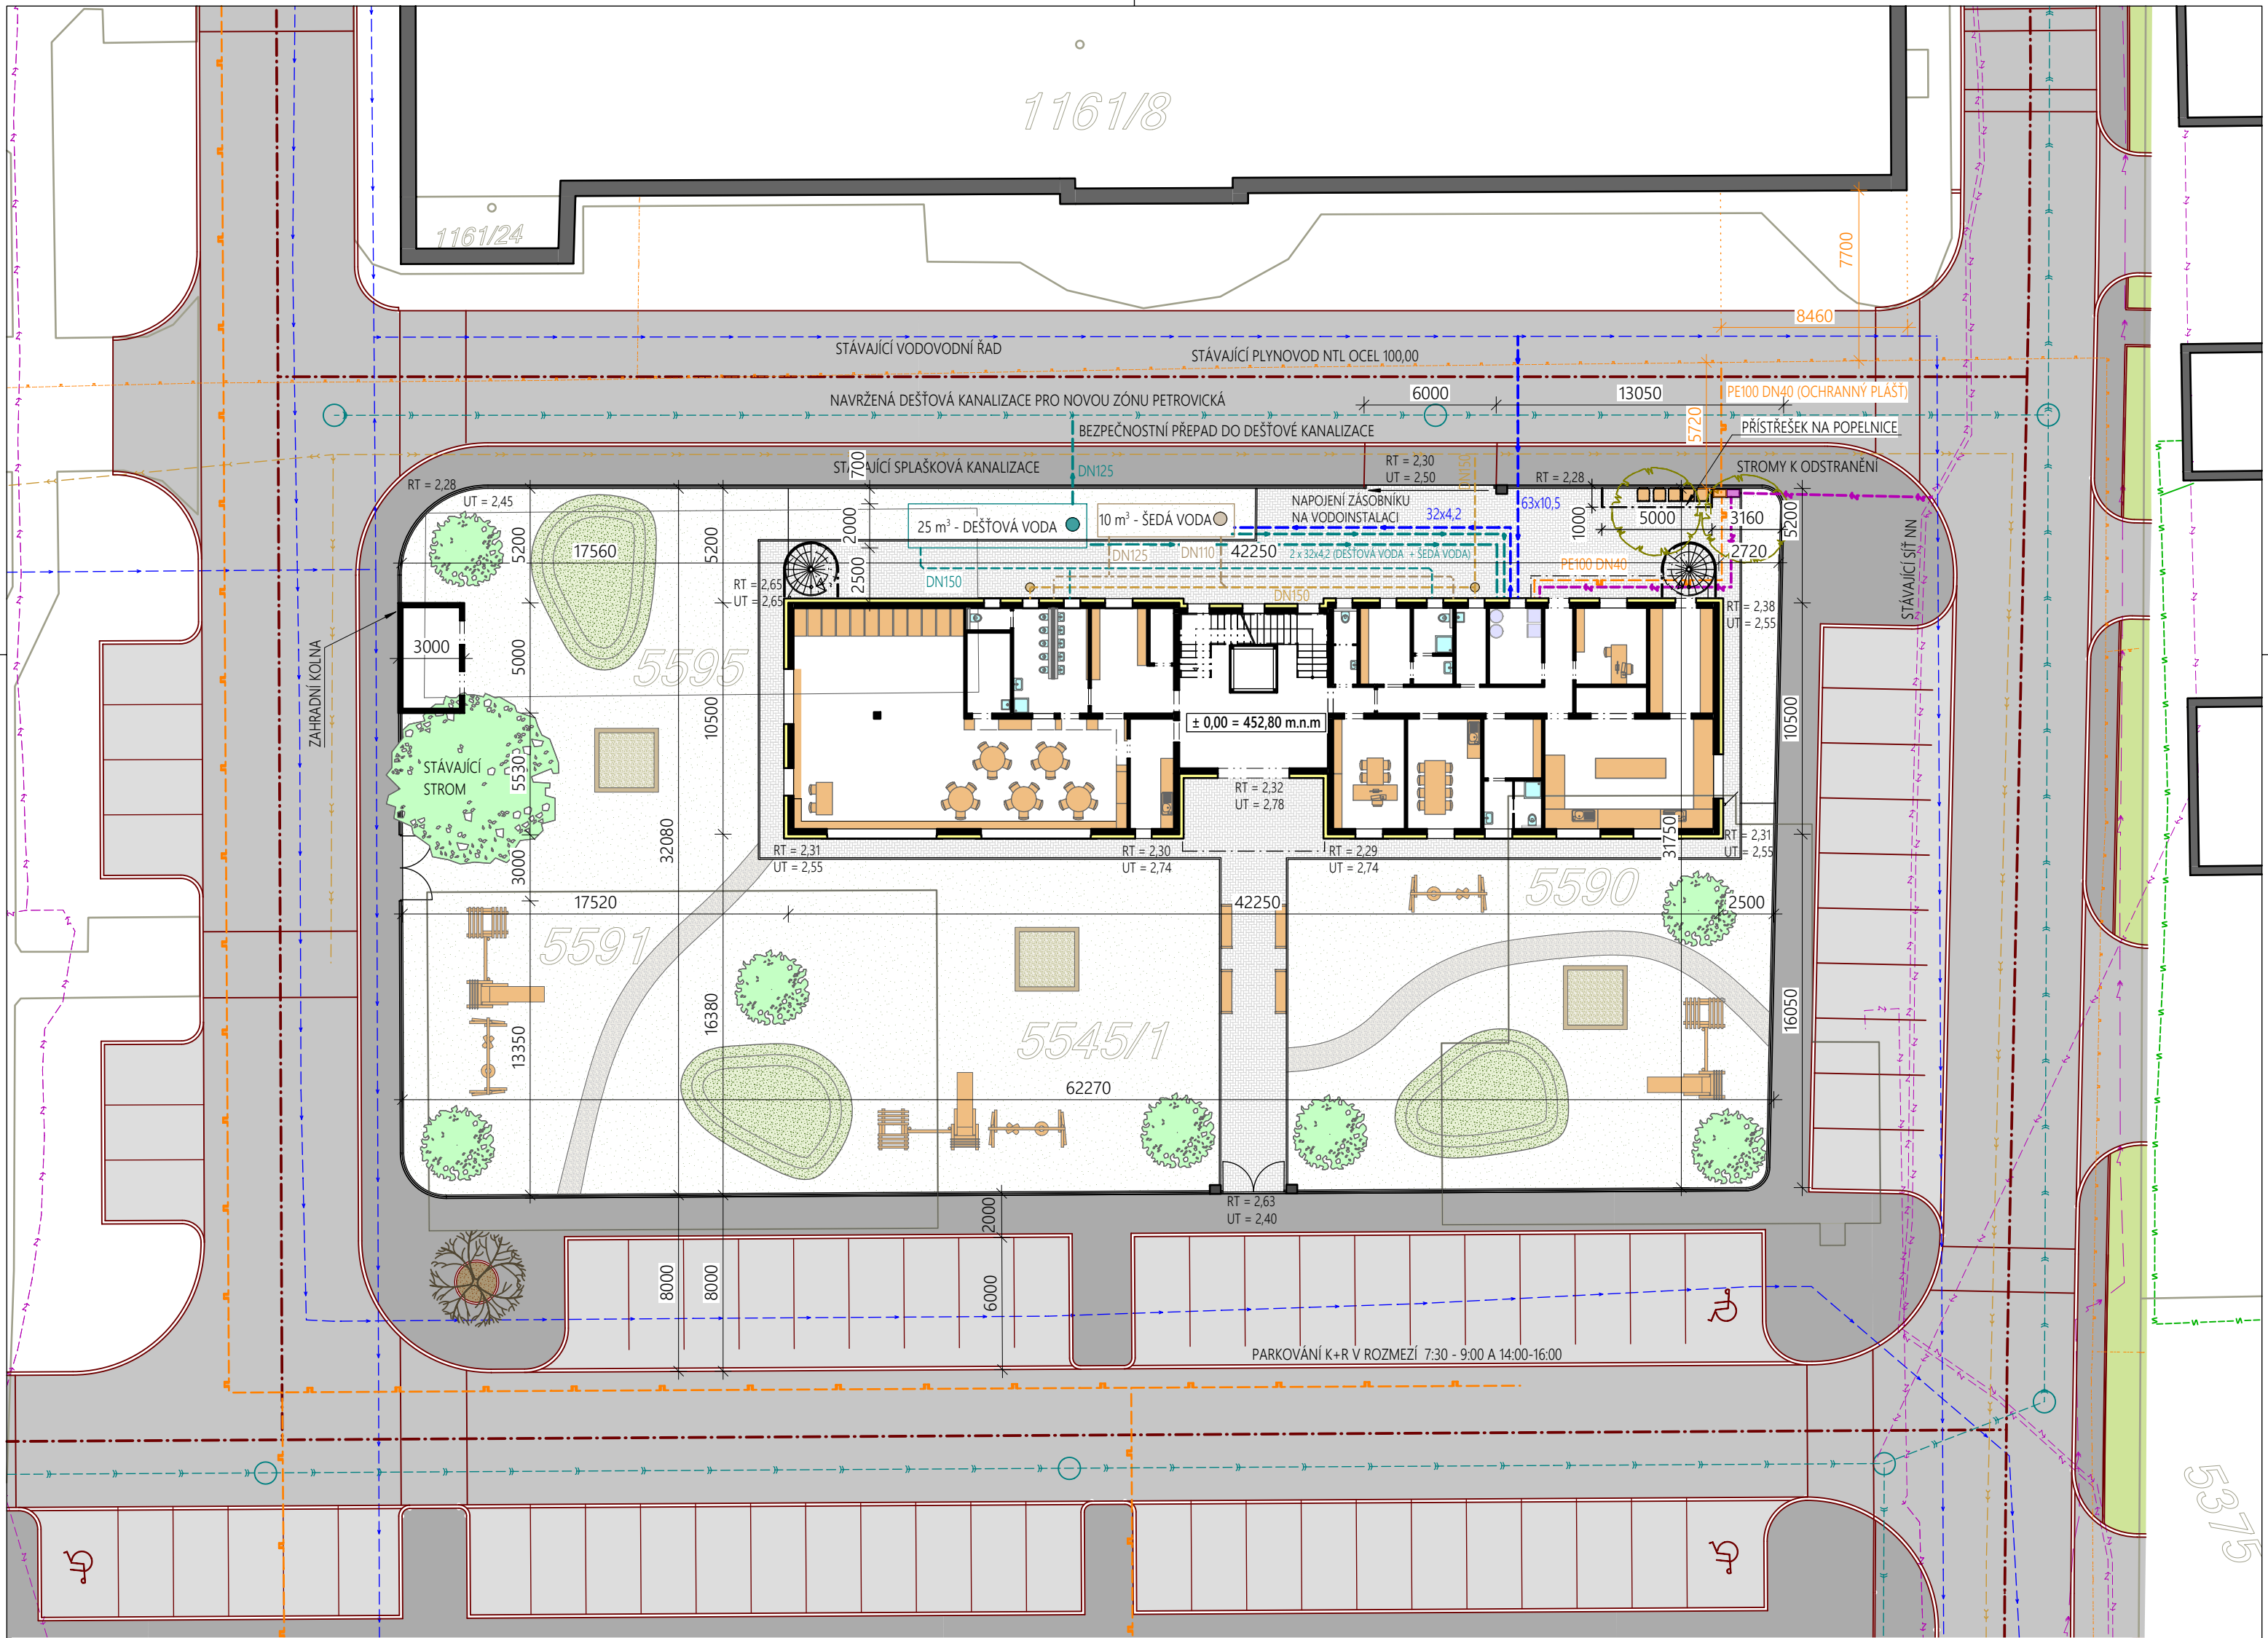 1161/8
1161/24
7700
8460
STÁVAJÍCÍ VODOVODNÍ ŘAD
STÁVAJÍCÍ PLYNOVOD NTL OCEL 100,00
NAVRŽENÁ DEŠŤOVÁ KANALIZACE PRO NOVOU ZÓNU PETROVICKÁ
6000
13050
PE100 DN40 (OCHRANNÝ PLÁŠŤ)
5720
PŘÍSTŘEŠEK NA POPELNICE
BEZPEČNOSTNÍ PŘEPAD DO DEŠŤOVÉ KANALIZACE
SPLAŠKOVÁ KANALIZACE
700
DN125
DN150
RT = 2,30
UT = 2,50
RT = 2,28
STROMY K ODSTRANĚNÍ
RT = 2,28
UT = 2,45
NAPOJENÍ ZÁSOBNÍKU
NA VODOINSTALACI
32x4,2
63x10,5
25 m³ - DEŠŤOVÁ VODA
10 m³ - ŠEDÁ VODA
2000
1000
5000
3160
5200
5200
17560
5200
DN125
DN110
42250
2 x 32x4,2 (DEŠŤOVÁ VODA + ŠEDÁ VODA)
2720
PE100 DN40
2500
DN150
DN150
RT = 2,65
UT = 2,65
RT = 2,38
UT = 2,55
STÁVAJÍCÍ SÍŤ NN
ZAHRADNÍ KOLNA
3000
5000
5595
10500
± 0,00 = 452,80 m.n.m
10500
STÁVAJÍCÍ
STROM
5530
RT = 2,32
UT = 2,78
32080
31750
3000
RT = 2,31
UT = 2,55
RT = 2,30
UT = 2,74
RT = 2,29
UT = 2,74
RT = 2,31
UT = 2,55
17520
42250
5590
2500
5591
13350
16380
5545/1
16050
62270
RT = 2,63
UT = 2,40
2000
8000
8000
6000
PARKOVÁNÍ K+R V ROZMEZÍ 7:30 - 9:00 A 14:00-16:00
5375